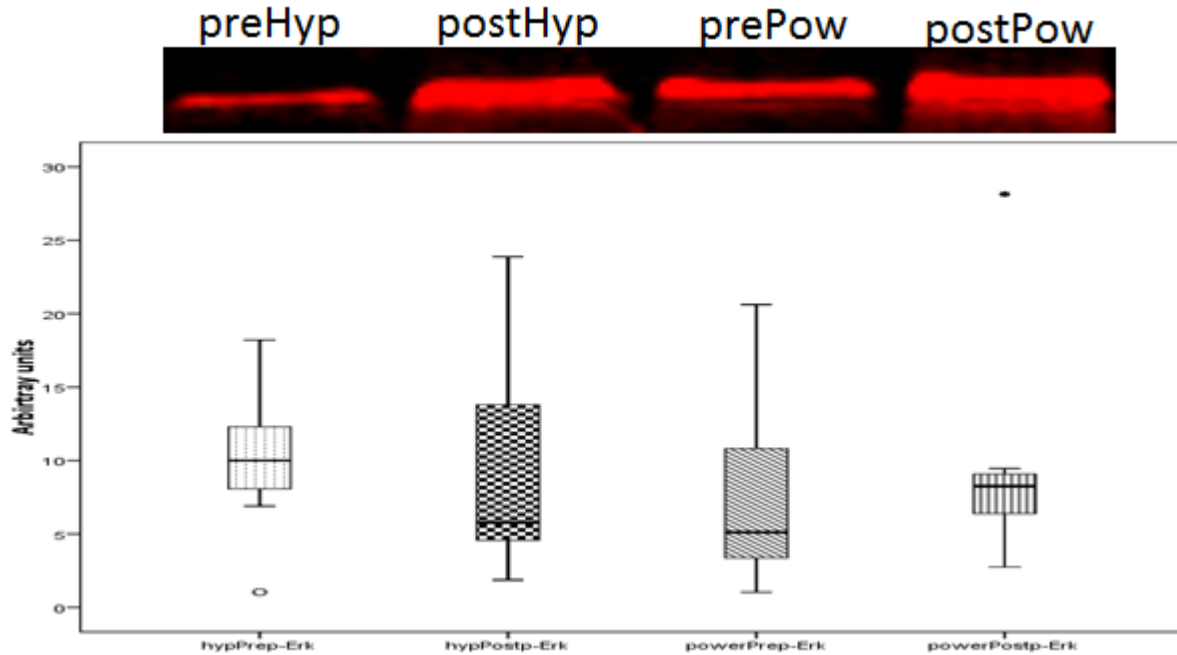 preHyp postHyp prePow postPow
30
25
20
15
10
5
0
Arbirtray units
hypPrep-Erk hypPostp-Erk powerPrep-Erk powerPostp-Erk